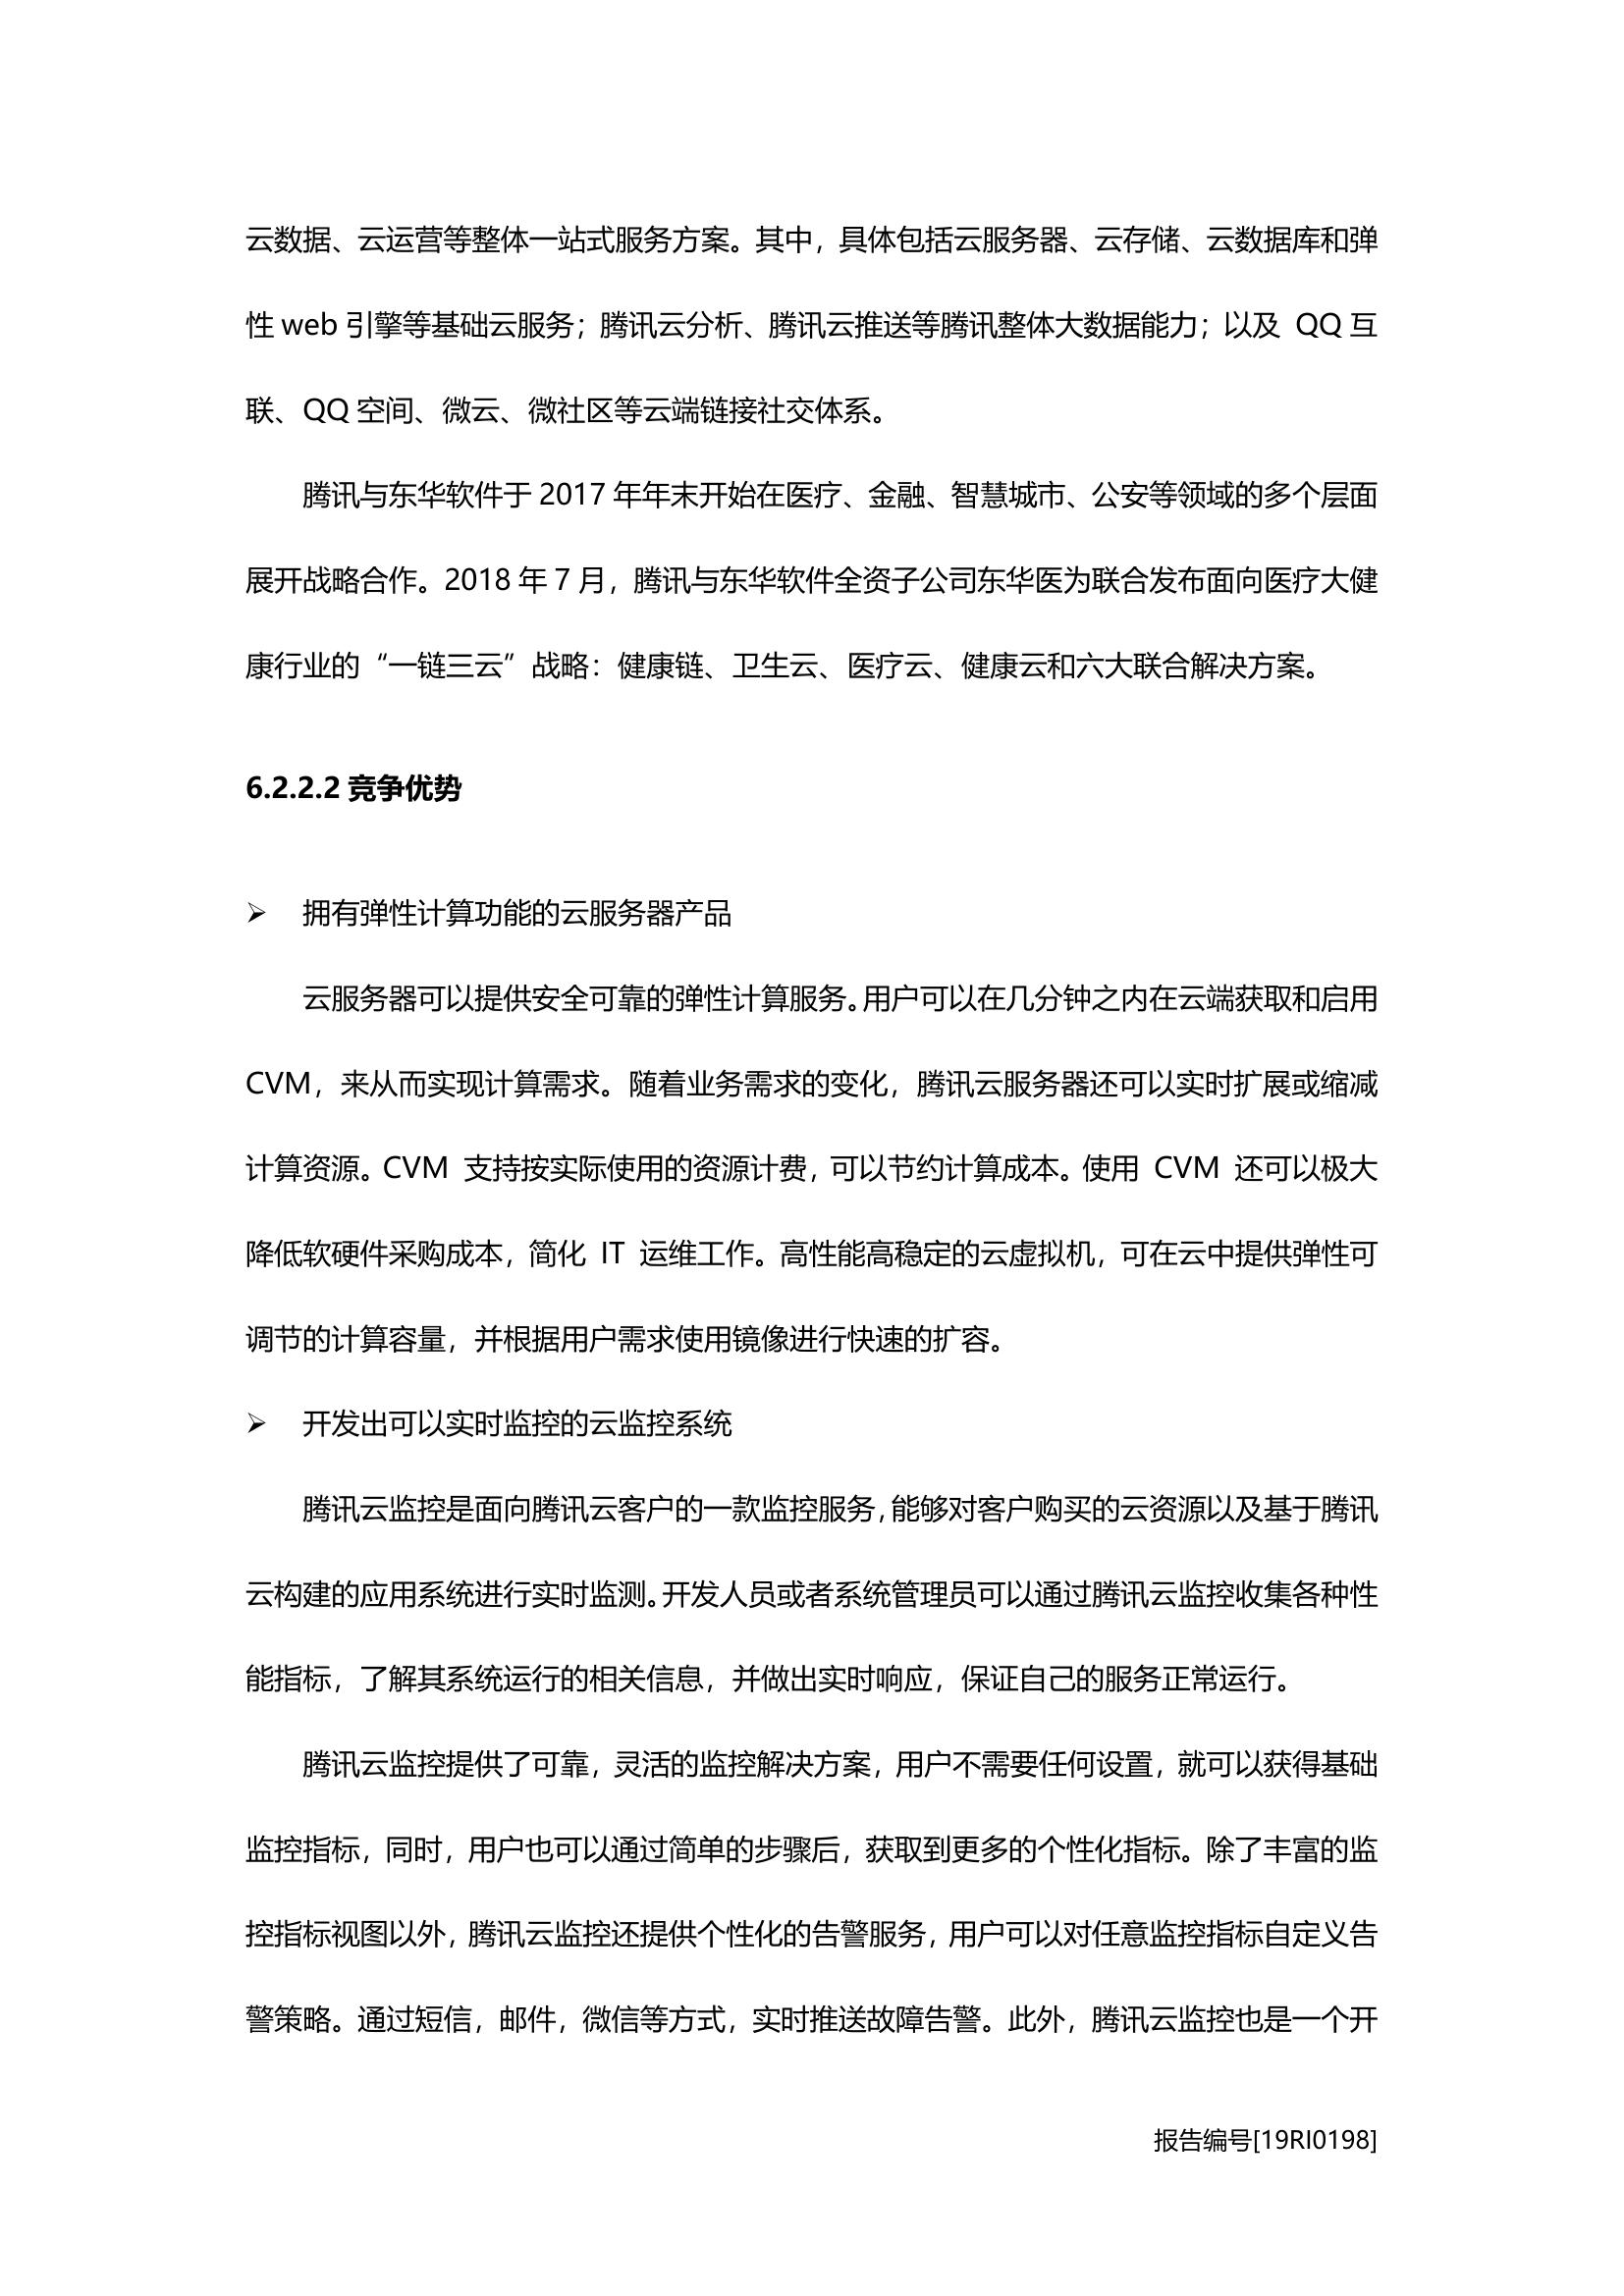 云数据、云运营等整体一站式服务方案。其中，具体包括云服务器、云存储、云数据库和弹
性 web 引擎等基础云服务；腾讯云分析、腾讯云推送等腾讯整体大数据能力；以及 QQ 互
联、QQ 空间、微云、微社区等云端链接社交体系。
腾讯与东华软件于 2017 年年末开始在医疗、金融、智慧城市、公安等领域的多个层面
展开战略合作。2018 年 7 月，腾讯与东华软件全资子公司东华医为联合发布面向医疗大健
康行业的“一链三云”战略：健康链、卫生云、医疗云、健康云和六大联合解决方案。
6.2.2.2 竞争优势
➢ 拥有弹性计算功能的云服务器产品
云服务器可以提供安全可靠的弹性计算服务。用户可以在几分钟之内在云端获取和启用
CVM，来从而实现计算需求。随着业务需求的变化，腾讯云服务器还可以实时扩展或缩减
计算资源。CVM 支持按实际使用的资源计费，可以节约计算成本。使用 CVM 还可以极大
降低软硬件采购成本，简化 IT 运维工作。高性能高稳定的云虚拟机，可在云中提供弹性可
调节的计算容量，并根据用户需求使用镜像进行快速的扩容。
➢ 开发出可以实时监控的云监控系统
腾讯云监控是面向腾讯云客户的一款监控服务，能够对客户购买的云资源以及基于腾讯
云构建的应用系统进行实时监测。开发人员或者系统管理员可以通过腾讯云监控收集各种性
能指标，了解其系统运行的相关信息，并做出实时响应，保证自己的服务正常运行。
腾讯云监控提供了可靠，灵活的监控解决方案，用户不需要任何设置，就可以获得基础
监控指标，同时，用户也可以通过简单的步骤后，获取到更多的个性化指标。除了丰富的监
控指标视图以外，腾讯云监控还提供个性化的告警服务，用户可以对任意监控指标自定义告
警策略。通过短信，邮件，微信等方式，实时推送故障告警。此外，腾讯云监控也是一个开
报告编号[19RI0198]